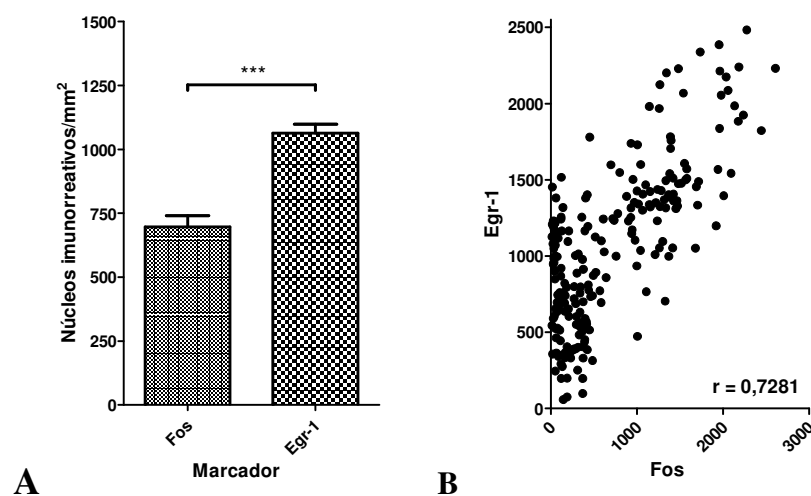 1500
1250
1000
750
500
250
0
Núcleos imunorreativos/mm²
***
Fos
Egr-1
Marcador
A
2500
2000
1500
1000
500
0
Egr-1
r = 0,7281
0
1000
2000
3000
Fos
B